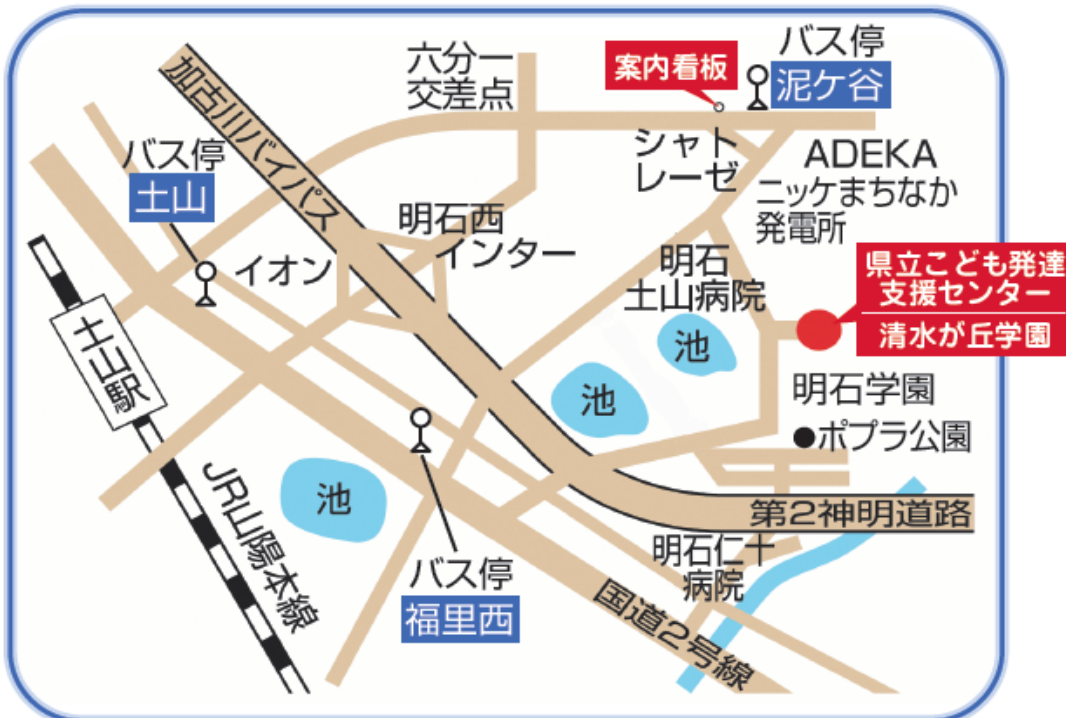 バス停
泥ケ谷
案内看板
六分一
交差点
加古川バイパス
シャト
レーゼ
ADEKA
ニッケまちなか
発電所
バス停
土山
明石西
インター
イオン
明石
土山病院
県立こども発達
支援センター
清水が丘学園
池
池
明石学園
ポプラ公園
土山駅
JR山陽本線
池
第2神明道路
明石仁十
病院
バス停
福里西
国道2号線